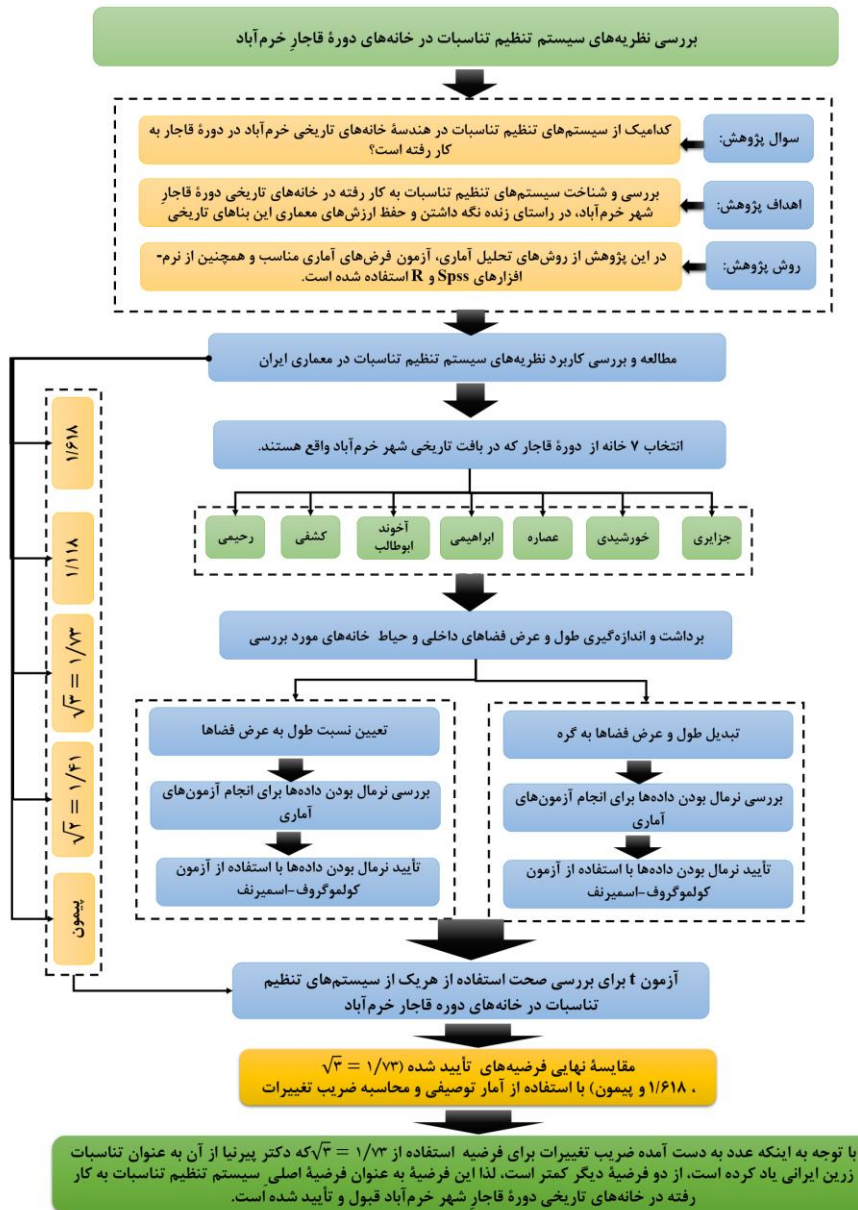 بررسی نظریه‌های سیستم تنظیم تناسبات در خانه‌های دورۀ قاجارِ خرم‌آباد
سوال پژوهش:
کدامیک از سیستم‌های تنظیم تناسبات در هندسۀ خانه‌های تاریخی خرم‌آباد در دورۀ قاجار به
کار رفته است؟
اهداف پژوهش:
بررسی و شناخت سیستم‌های تنظیم تناسبات به کار رفته در خانه‌های تاریخی دورۀ قاجارِ
شهر خرم‌آباد، در راستای زنده نگه داشتن و حفظ ارزش‌های معماری این بناهای تاریخی
روش پژوهش:
در این پژوهش از روش‌های تحلیل آماری، آزمون فرض‌های آماری مناسب و همچنین از نرم-
افزارهای Spss و R استفاده شده است.
مطالعه و بررسی کاربرد نظریه‌های سیستم تنظیم تناسبات در معماری ایران
انتخاب ۷ خانه از دورۀ قاجار که در بافت تاریخی شهر خرم‌آباد واقع هستند.
جزایری
خورشیدی
عصاره
ابراهیمی
آخوند
ابوطالب
کشفی
رحیمی
۱/۶۱۸
۱/۱۱۸
√۳ = ۱/۷۳
√۲ = ۱/۴۱
پیمون
برداشت و اندازه‌گیری طول و عرض فضاهای داخلی و حیاط خانه‌های مورد بررسی
تبدیل طول و عرض فضاها به گره
بررسی نرمال بودن داده‌ها برای انجام آزمون‌های
آماری
تأیید نرمال بودن داده‌ها با استفاده از آزمون
کولموگروف-اسمیرنف
تعیین نسبت طول به عرض فضاها
بررسی نرمال بودن داده‌ها برای انجام آزمون‌های
آماری
تأیید نرمال بودن داده‌ها با استفاده از آزمون
کولموگروف-اسمیرنف
آزمون t برای بررسی صحت استفاده از هریک از سیستم‌های تنظیم
تناسبات در خانه‌های دوره قاجار خرم‌آباد
مقایسۀ نهایی فرضیه‌های تأیید شده (√۳ = ۱/۷۳
، ۱/۶۱۸ و پیمون) با استفاده از آمار توصیفی و محاسبه ضریب تغییرات
با توجه به اینکه عدد به دست آمده ضریب تغییرات برای فرضیه استفاده از √۳ = ۱/۷۳که دکتر پیرنیا از آن به عنوان تناسبات
زرین ایرانی یاد کرده است، از دو فرضیۀ دیگر کمتر است، لذا این فرضیۀ به عنوان فرضیۀ اصلیِ سیستم تنظیم تناسبات به کار
رفته در خانه‌های تاریخی دورۀ قاجارِ شهر خرم‌آباد قبول و تأیید شده است.